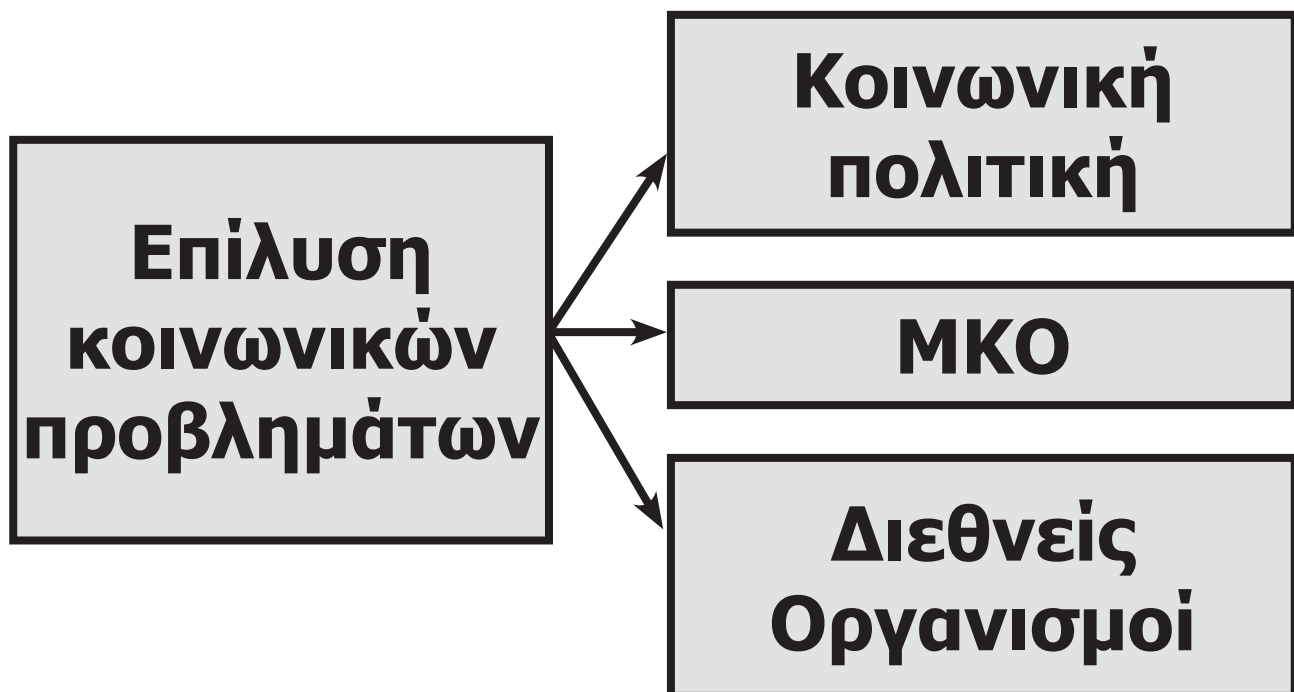 Επίλυση
κοινωνικών
προβλημάτων
Κοινωνική
πολιτική
ΜΚΟ
Διεθνείς
Οργανισμοί